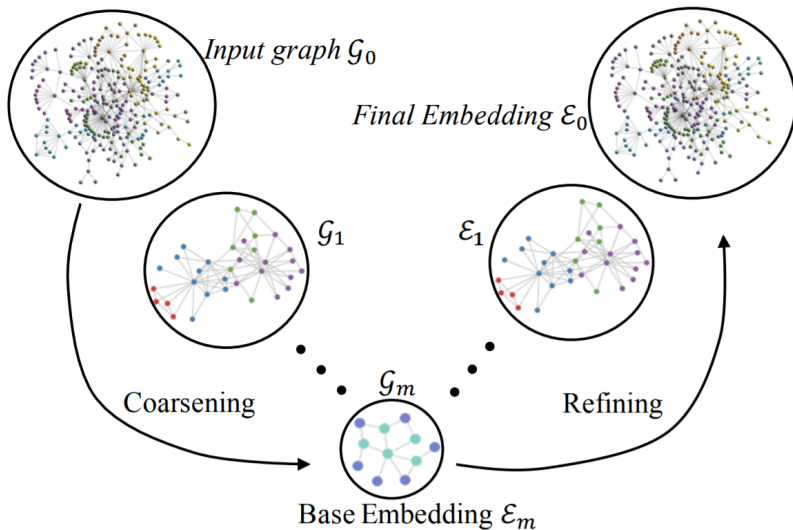 Input graph 𝒢₀
Final Embedding ℰ₀
𝒢₁
ℰ₁
𝒢ₘ
Coarsening
Refining
Base Embedding ℰₘ